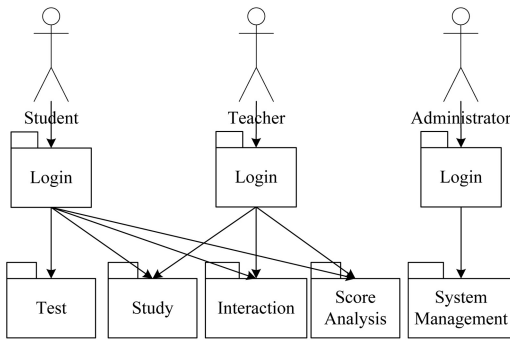 Student
Teacher
Administrator
Login
Login
Login
Test
Study
Interaction
Score
Analysis
System
Management